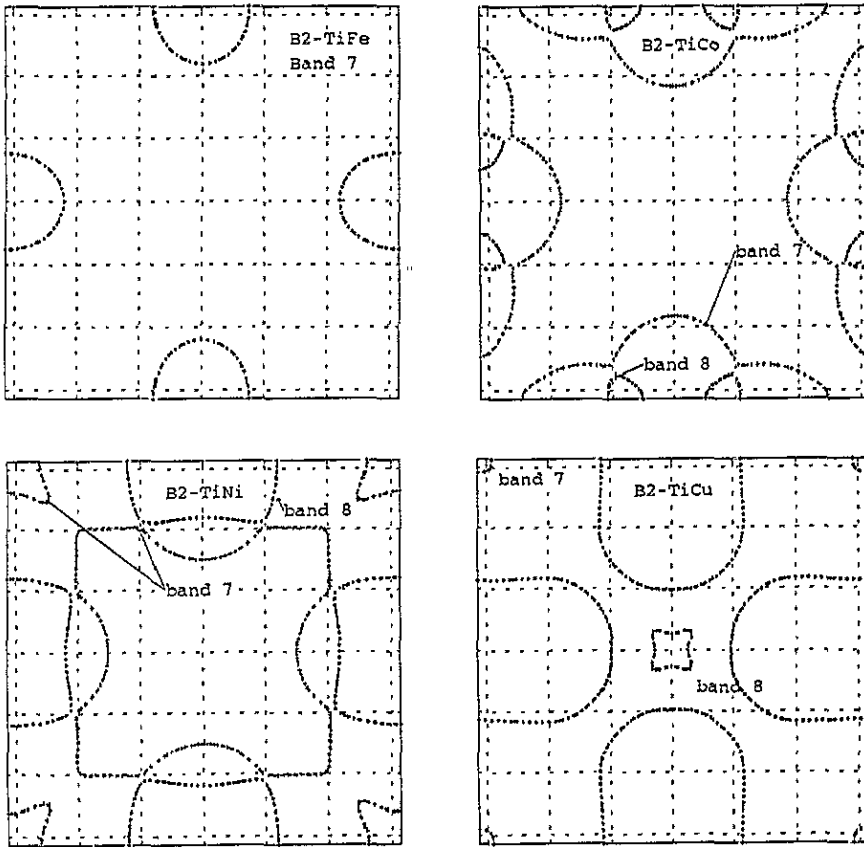 B2-TiFe
Band 7
B2-TiCo
band 7
band 8
B2-TiNi
band 8
band 7
band 7
B2-TiCu
band 8